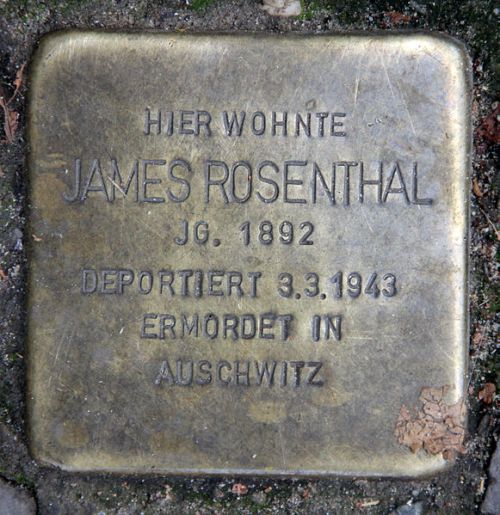 HIER WOHNTE
JAMES ROSENTHAL
JG. 1892
DEPORTIERT 3.3.1943
ERMORDET IN
AUSCHWITZ